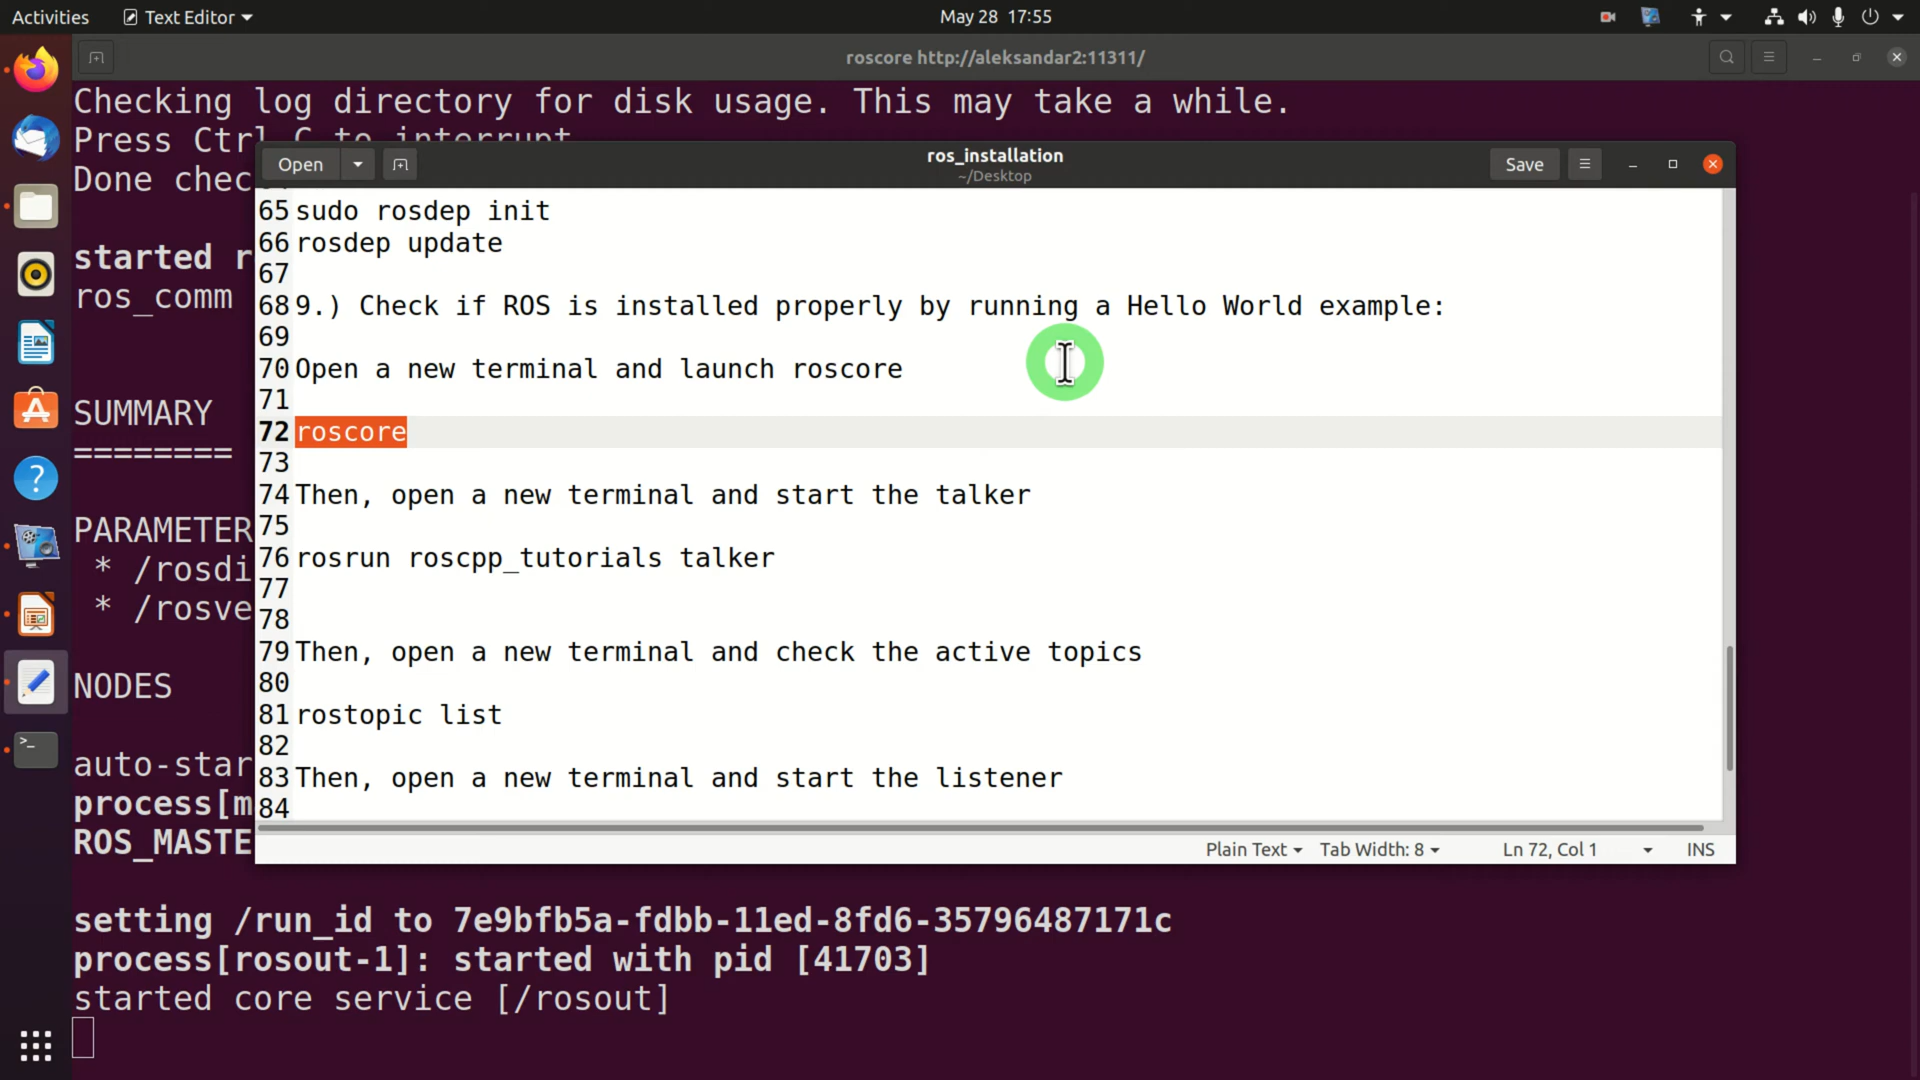 Activities Text Editor May 28 17:55
roscore http://aleksandar2:11311/
Checking log directory for disk usage. This may take a while.
Press Ctrl-C to interrupt
Done chec
started r
ros_comm
SUMMARY
========
PARAMETER
* /rosdi
* /rosve
NODES
auto-star
process[m
ROS_MASTE
Open ros_installation Save
~/Desktop
65 sudo rosdep init
66 rosdep update
67
68 9.) Check if ROS is installed properly by running a Hello World example:
69
70 Open a new terminal and launch roscore
71
72 roscore
73
74 Then, open a new terminal and start the talker
75
76 rosrun roscpp_tutorials talker
77
78
79 Then, open a new terminal and check the active topics
80
81 rostopic list
82
83 Then, open a new terminal and start the listener
84
Plain Text Tab Width: 8 Ln 72, Col 1 INS
setting /run_id to 7e9bfb5a-fdbb-11ed-8fd6-35796487171c
process[rosout-1]: started with pid [41703]
started core service [/rosout]